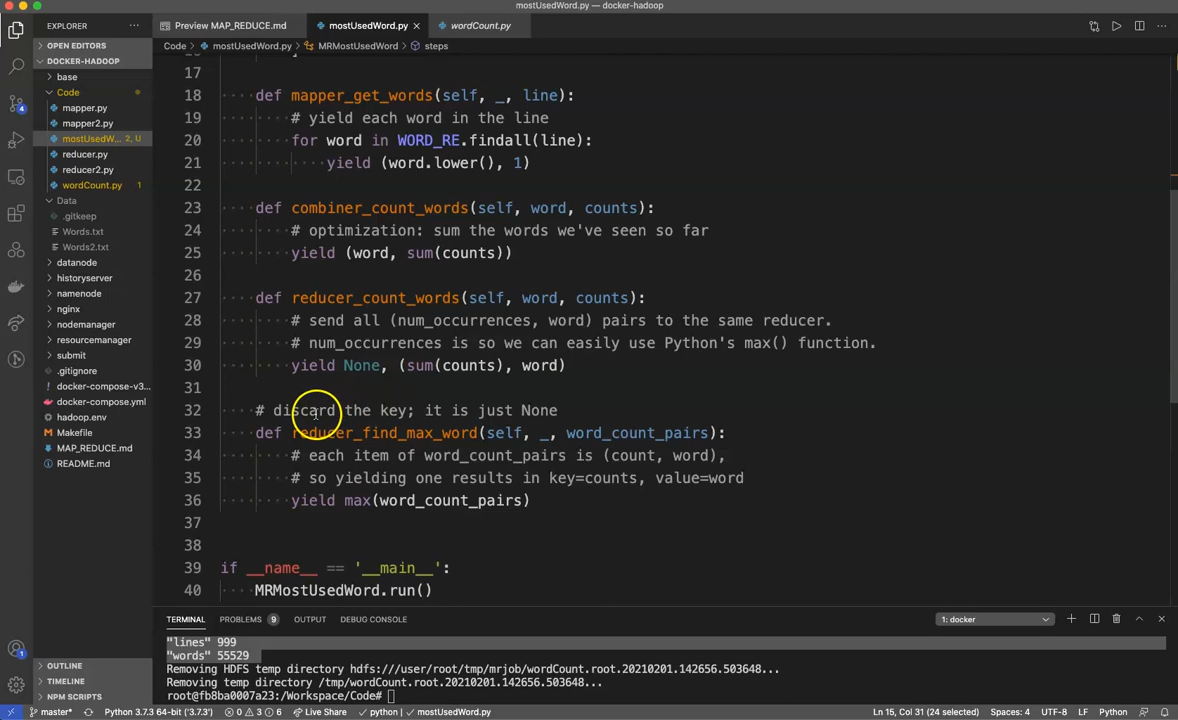 mostUsedWord.py — docker-hadoop
EXPLORER
Preview MAP_REDUCE.md
mostUsedWord.py
wordCount.py
OPEN EDITORS
DOCKER-HADOOP
base
Code
mapper.py
mapper2.py
mostUsedW... 2, U
reducer.py
reducer2.py
wordCount.py 1
Data
.gitkeep
Words.txt
Words2.txt
datanode
historyserver
namenode
nginx
nodemanager
resourcemanager
submit
.gitignore
docker-compose-v3...
docker-compose.yml
hadoop.env
Makefile
MAP_REDUCE.md
README.md
OUTLINE
TIMELINE
NPM SCRIPTS
4
1
Code > mostUsedWord.py > MRMostUsedWord > steps
17
18 def mapper_get_words(self, _, line):
19 # yield each word in the line
20 for word in WORD_RE.findall(line):
21 yield (word.lower(), 1)
22
23 def combiner_count_words(self, word, counts):
24 # optimization: sum the words we've seen so far
25 yield (word, sum(counts))
26
27 def reducer_count_words(self, word, counts):
28 # send all (num_occurrences, word) pairs to the same reducer.
29 # num_occurrences is so we can easily use Python's max() function.
30 yield None, (sum(counts), word)
31
32 # discard the key; it is just None
33 def reducer_find_max_word(self, _, word_count_pairs):
34 # each item of word_count_pairs is (count, word),
35 # so yielding one results in key=counts, value=word
36 yield max(word_count_pairs)
37
38
39 if __name__ == '__main__':
40 MRMostUsedWord.run()
TERMINAL PROBLEMS 9 OUTPUT DEBUG CONSOLE 1: docker
"lines" 999
"words" 55529
Removing HDFS temp directory hdfs:///user/root/tmp/mrjob/wordCount.root.20210201.142656.503648...
Removing temp directory /tmp/wordCount.root.20210201.142656.503648...
root@fb8ba0007a23:/Workspace/Code#
master* Python 3.7.3 64-bit ('3.7.3') 0 3 6 Live Share python | mostUsedWord.py Ln 15, Col 31 (24 selected) Spaces: 4 UTF-8 LF Python